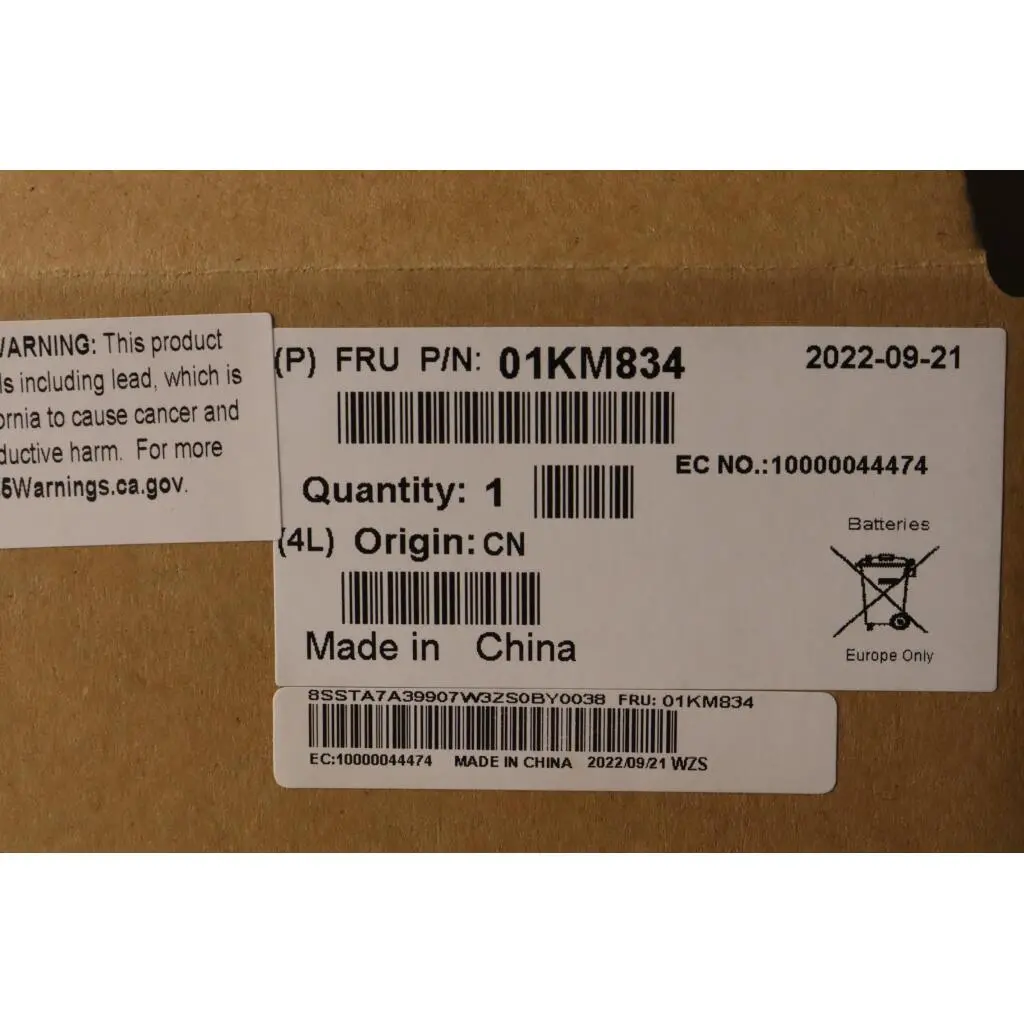 WARNING: This product
ls including lead, which is
ornia to cause cancer and
ductive harm. For more
5Warnings.ca.gov.
(P) FRU P/N: 01KM834 2022-09-21
EC NO.:10000044474
Quantity: 1
(4L) Origin: CN
Batteries
Made in China
Europe Only
8SSTA7A39907W3ZS0BY0038 FRU: 01KM834
EC:10000044474 MADE IN CHINA 2022/09/21 WZS